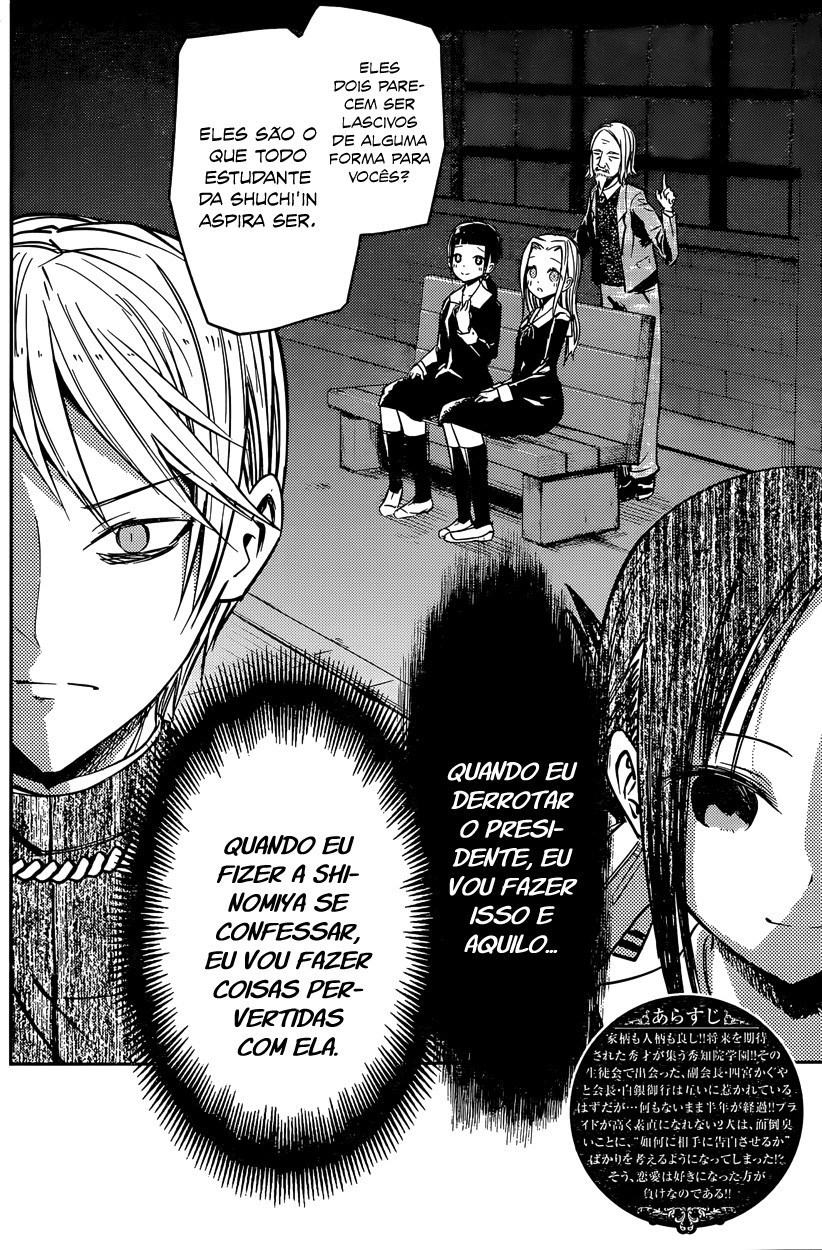 ELES
DOIS PARE-
CEM SER
LASCIVOS
DE ALGUMA
FORMA PARA
VOCÊS?
ELES SÃO O
QUE TODO
ESTUDANTE
DA SHUCHI'IN
ASPIRA SER.
QUANDO EU
DERROTAR
O PRESI-
DENTE, EU
VOU FAZER
ISSO E
AQUILO...
QUANDO EU
FIZER A SHI-
NOMIYA SE
CONFESSAR,
EU VOU FAZER
COISAS PER-
VERTIDAS
COM ELA.
あらすじ
家柄も人柄も良し!!将来を期待
された秀才が集う秀知院学園!!その
生徒会で出会った、副会長・四宮かぐや
と会長・白銀御行は互いに惹かれている
はずだが…何もないまま半年が経過!!プラ
イドが高く素直になれない2人は、面倒臭
いことに、“如何に相手に告白させるか”
ばかりを考えるようになってしまった!?
そう、恋愛は好きになった方が
負けなのである!!